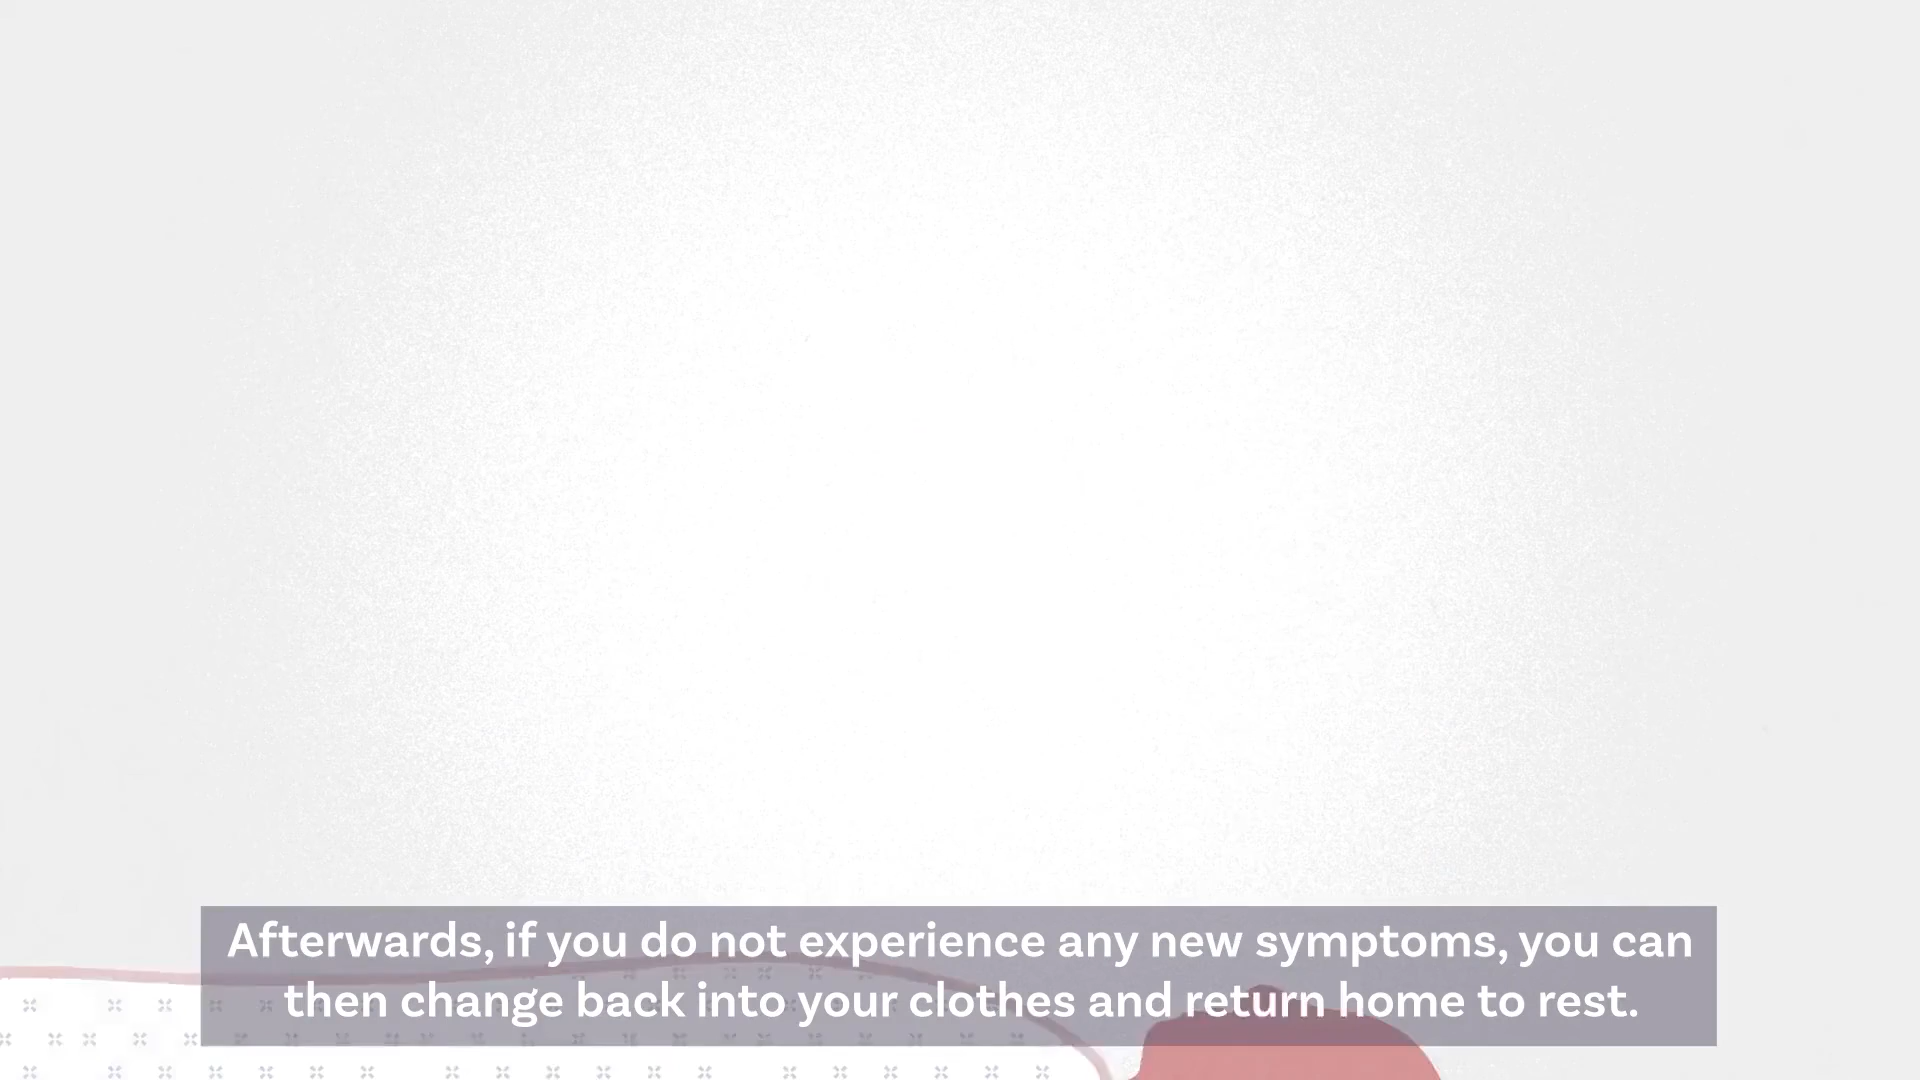 Afterwards, if you do not experience any new symptoms, you can
then change back into your clothes and return home to rest.